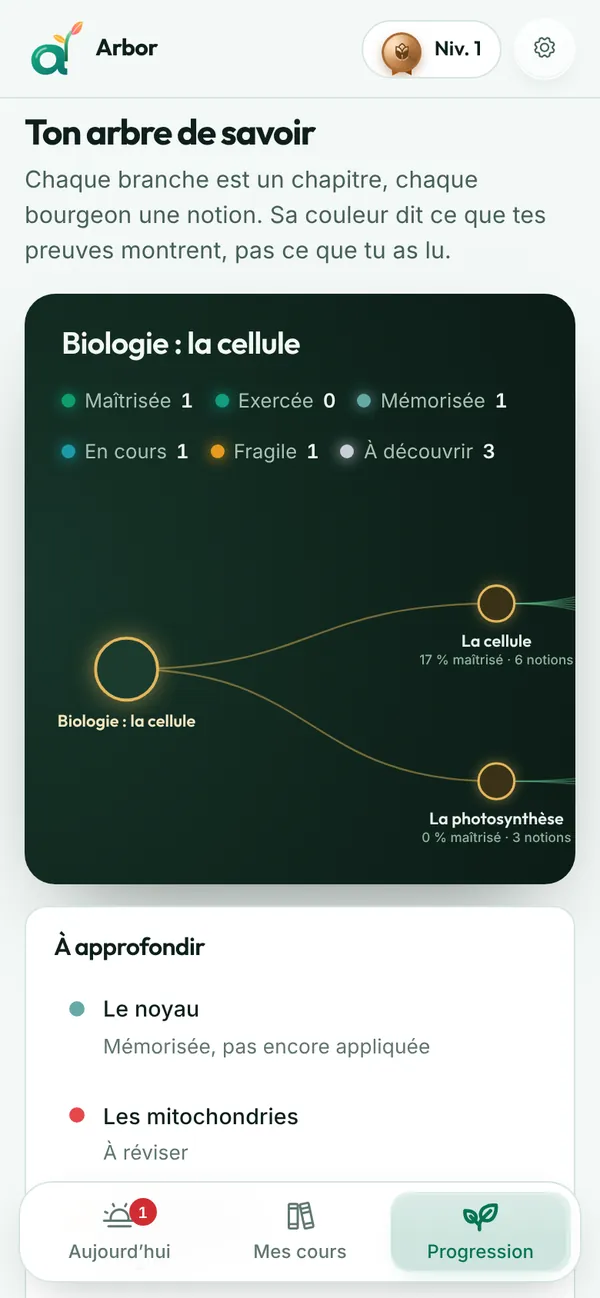 Arbor
Niv. 1
Ton arbre de savoir
Chaque branche est un chapitre, chaque
bourgeon une notion. Sa couleur dit ce que tes
preuves montrent, pas ce que tu as lu.
Biologie : la cellule
Maîtrisée 1 Exercée 0 Mémorisée 1
En cours 1 Fragile 1 À découvrir 3
La cellule
17 % maîtrisé · 6 notions
Biologie : la cellule
La photosynthèse
0 % maîtrisé · 3 notions
À approfondir
Le noyau
Mémorisée, pas encore appliquée
Les mitochondries
À réviser
1
Aujourd’hui Mes cours Progression